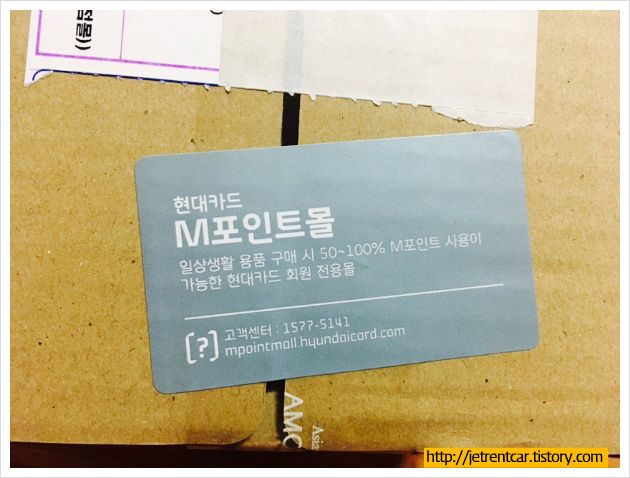 현대카드
M포인트몰
일상생활 용품 구매 시 50~100% M포인트 사용이
가능한 현대카드 회원 전용몰
[?] 고객센터 : 1577-5141
mpointmall.hyundaicard.com
Asia
AMO
http://jetrentcar.tistory.com